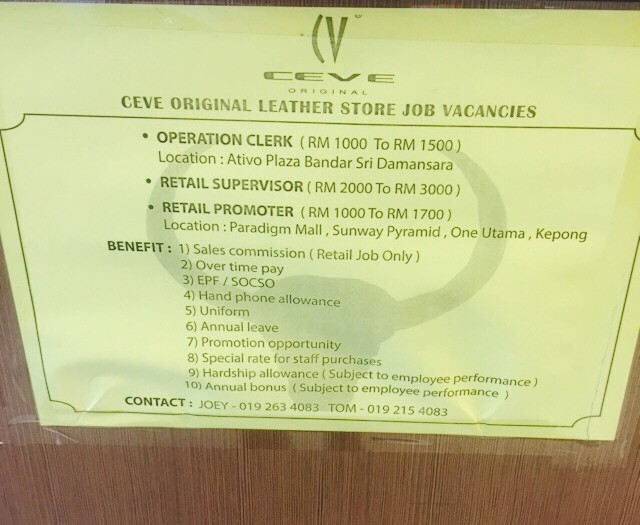 CV
CEVE
ORIGINAL
CEVE ORIGINAL LEATHER STORE JOB VACANCIES
• OPERATION CLERK ( RM 1000 To RM 1500 )
Location : Ativo Plaza Bandar Sri Damansara
• RETAIL SUPERVISOR ( RM 2000 To RM 3000 )
• RETAIL PROMOTER ( RM 1000 To RM 1700 )
Location : Paradigm Mall , Sunway Pyramid , One Utama , Kepong
BENEFIT : 1) Sales commission ( Retail Job Only )
2) Over time pay
3) EPF / SOCSO
4) Hand phone allowance
5) Uniform
6) Annual leave
7) Promotion opportunity
8) Special rate for staff purchases
9) Hardship allowance ( Subject to employee performance )
10) Annual bonus ( Subject to employee performance )
CONTACT : JOEY - 019 263 4083 TOM - 019 215 4083